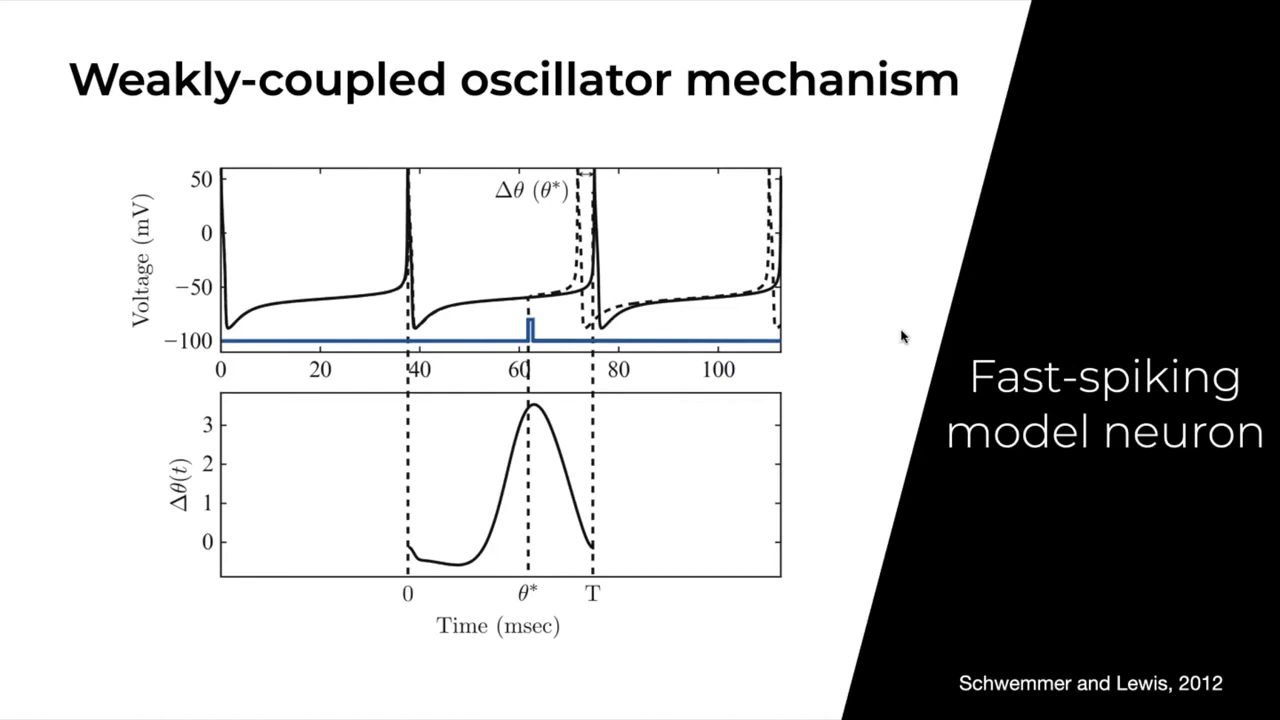 Weakly-coupled oscillator mechanism
Voltage (mV)
50
0
−50
−100
Δθ (θ*)
0 20 40 60 80 100
Δθ(t)
3
2
1
0
0 θ* T
Time (msec)
Fast-spiking
model neuron
Schwemmer and Lewis, 2012